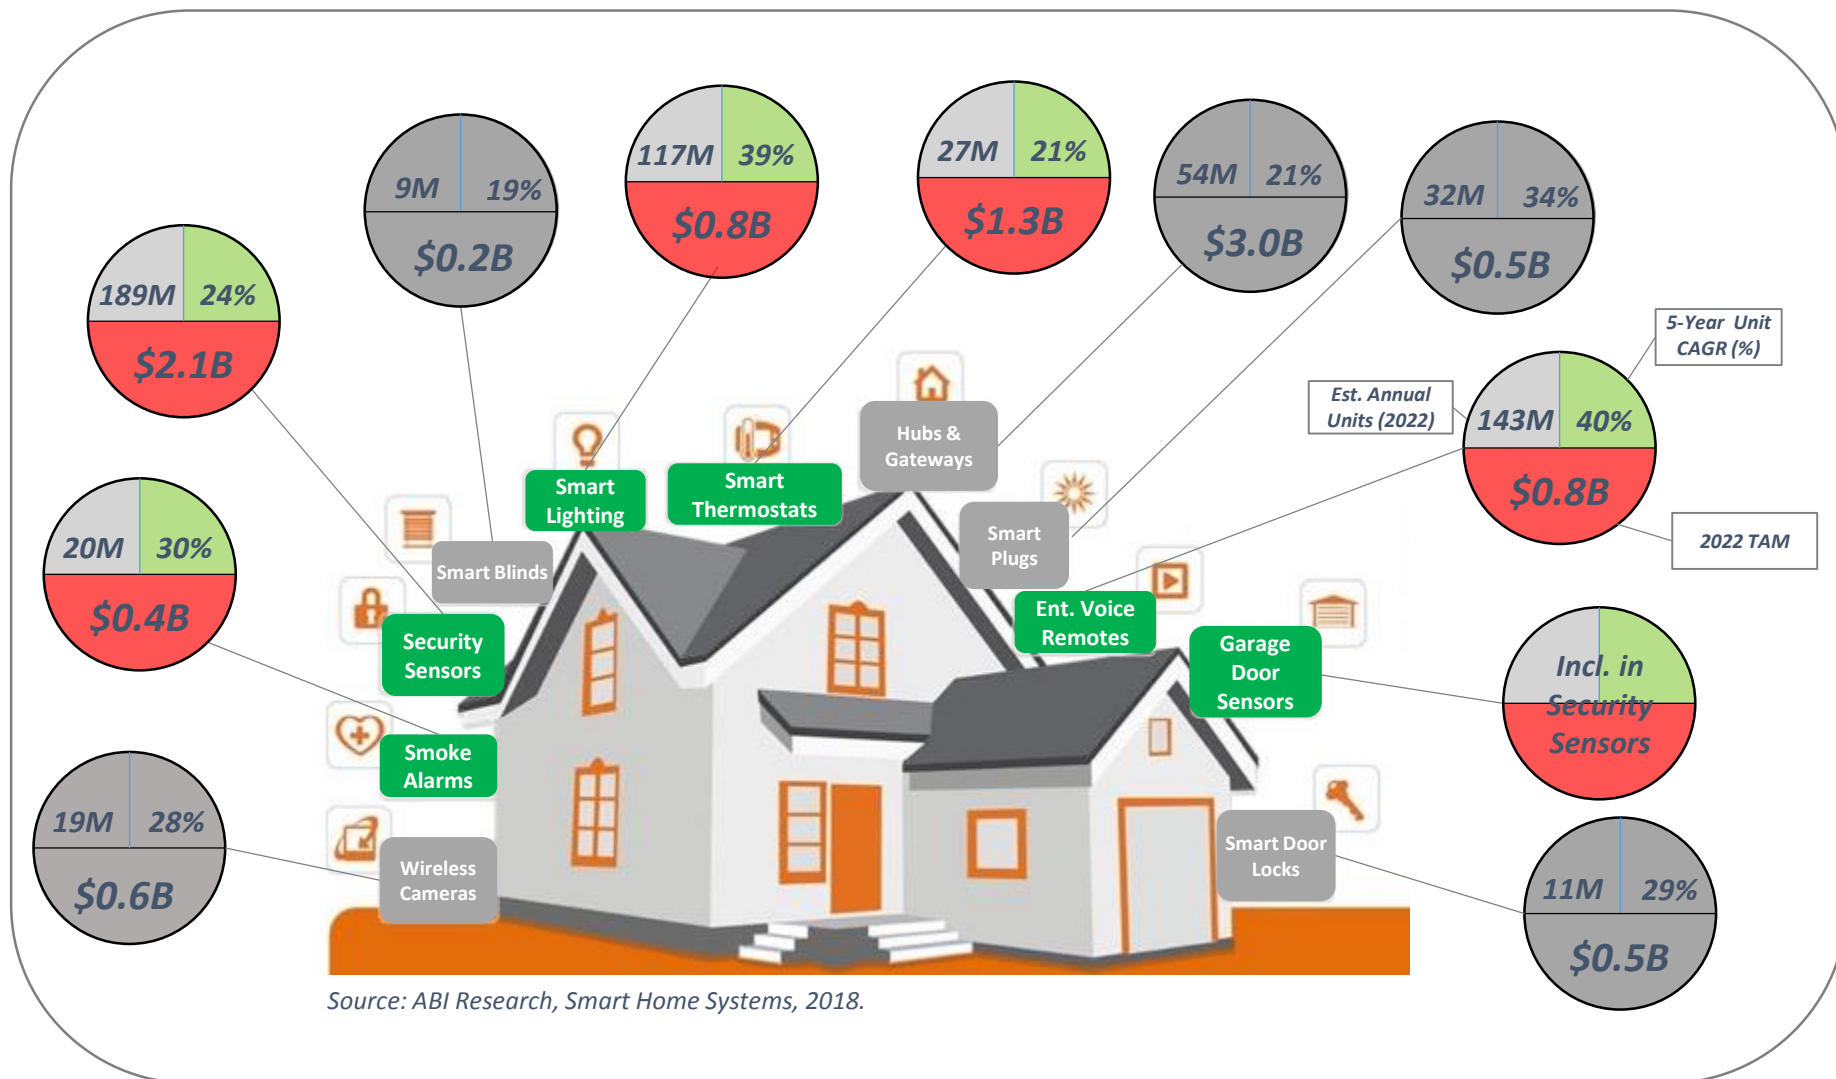 117M
39%
$0.8B
27M
21%
$1.3B
54M
21%
$3.0B
9M
19%
$0.2B
32M
34%
$0.5B
189M
24%
$2.1B
5-Year Unit
CAGR (%)
Est. Annual
Units (2022)
143M
40%
$0.8B
2022 TAM
Hubs &
Gateways
Smart
Lighting
Smart
Thermostats
Smart
Plugs
Smart Blinds
20M
30%
$0.4B
Security
Sensors
Ent. Voice
Remotes
Garage
Door
Sensors
Incl. in
Security
Sensors
Smoke
Alarms
19M
28%
$0.6B
Wireless
Cameras
Smart Door
Locks
11M
29%
$0.5B
Source: ABI Research, Smart Home Systems, 2018.